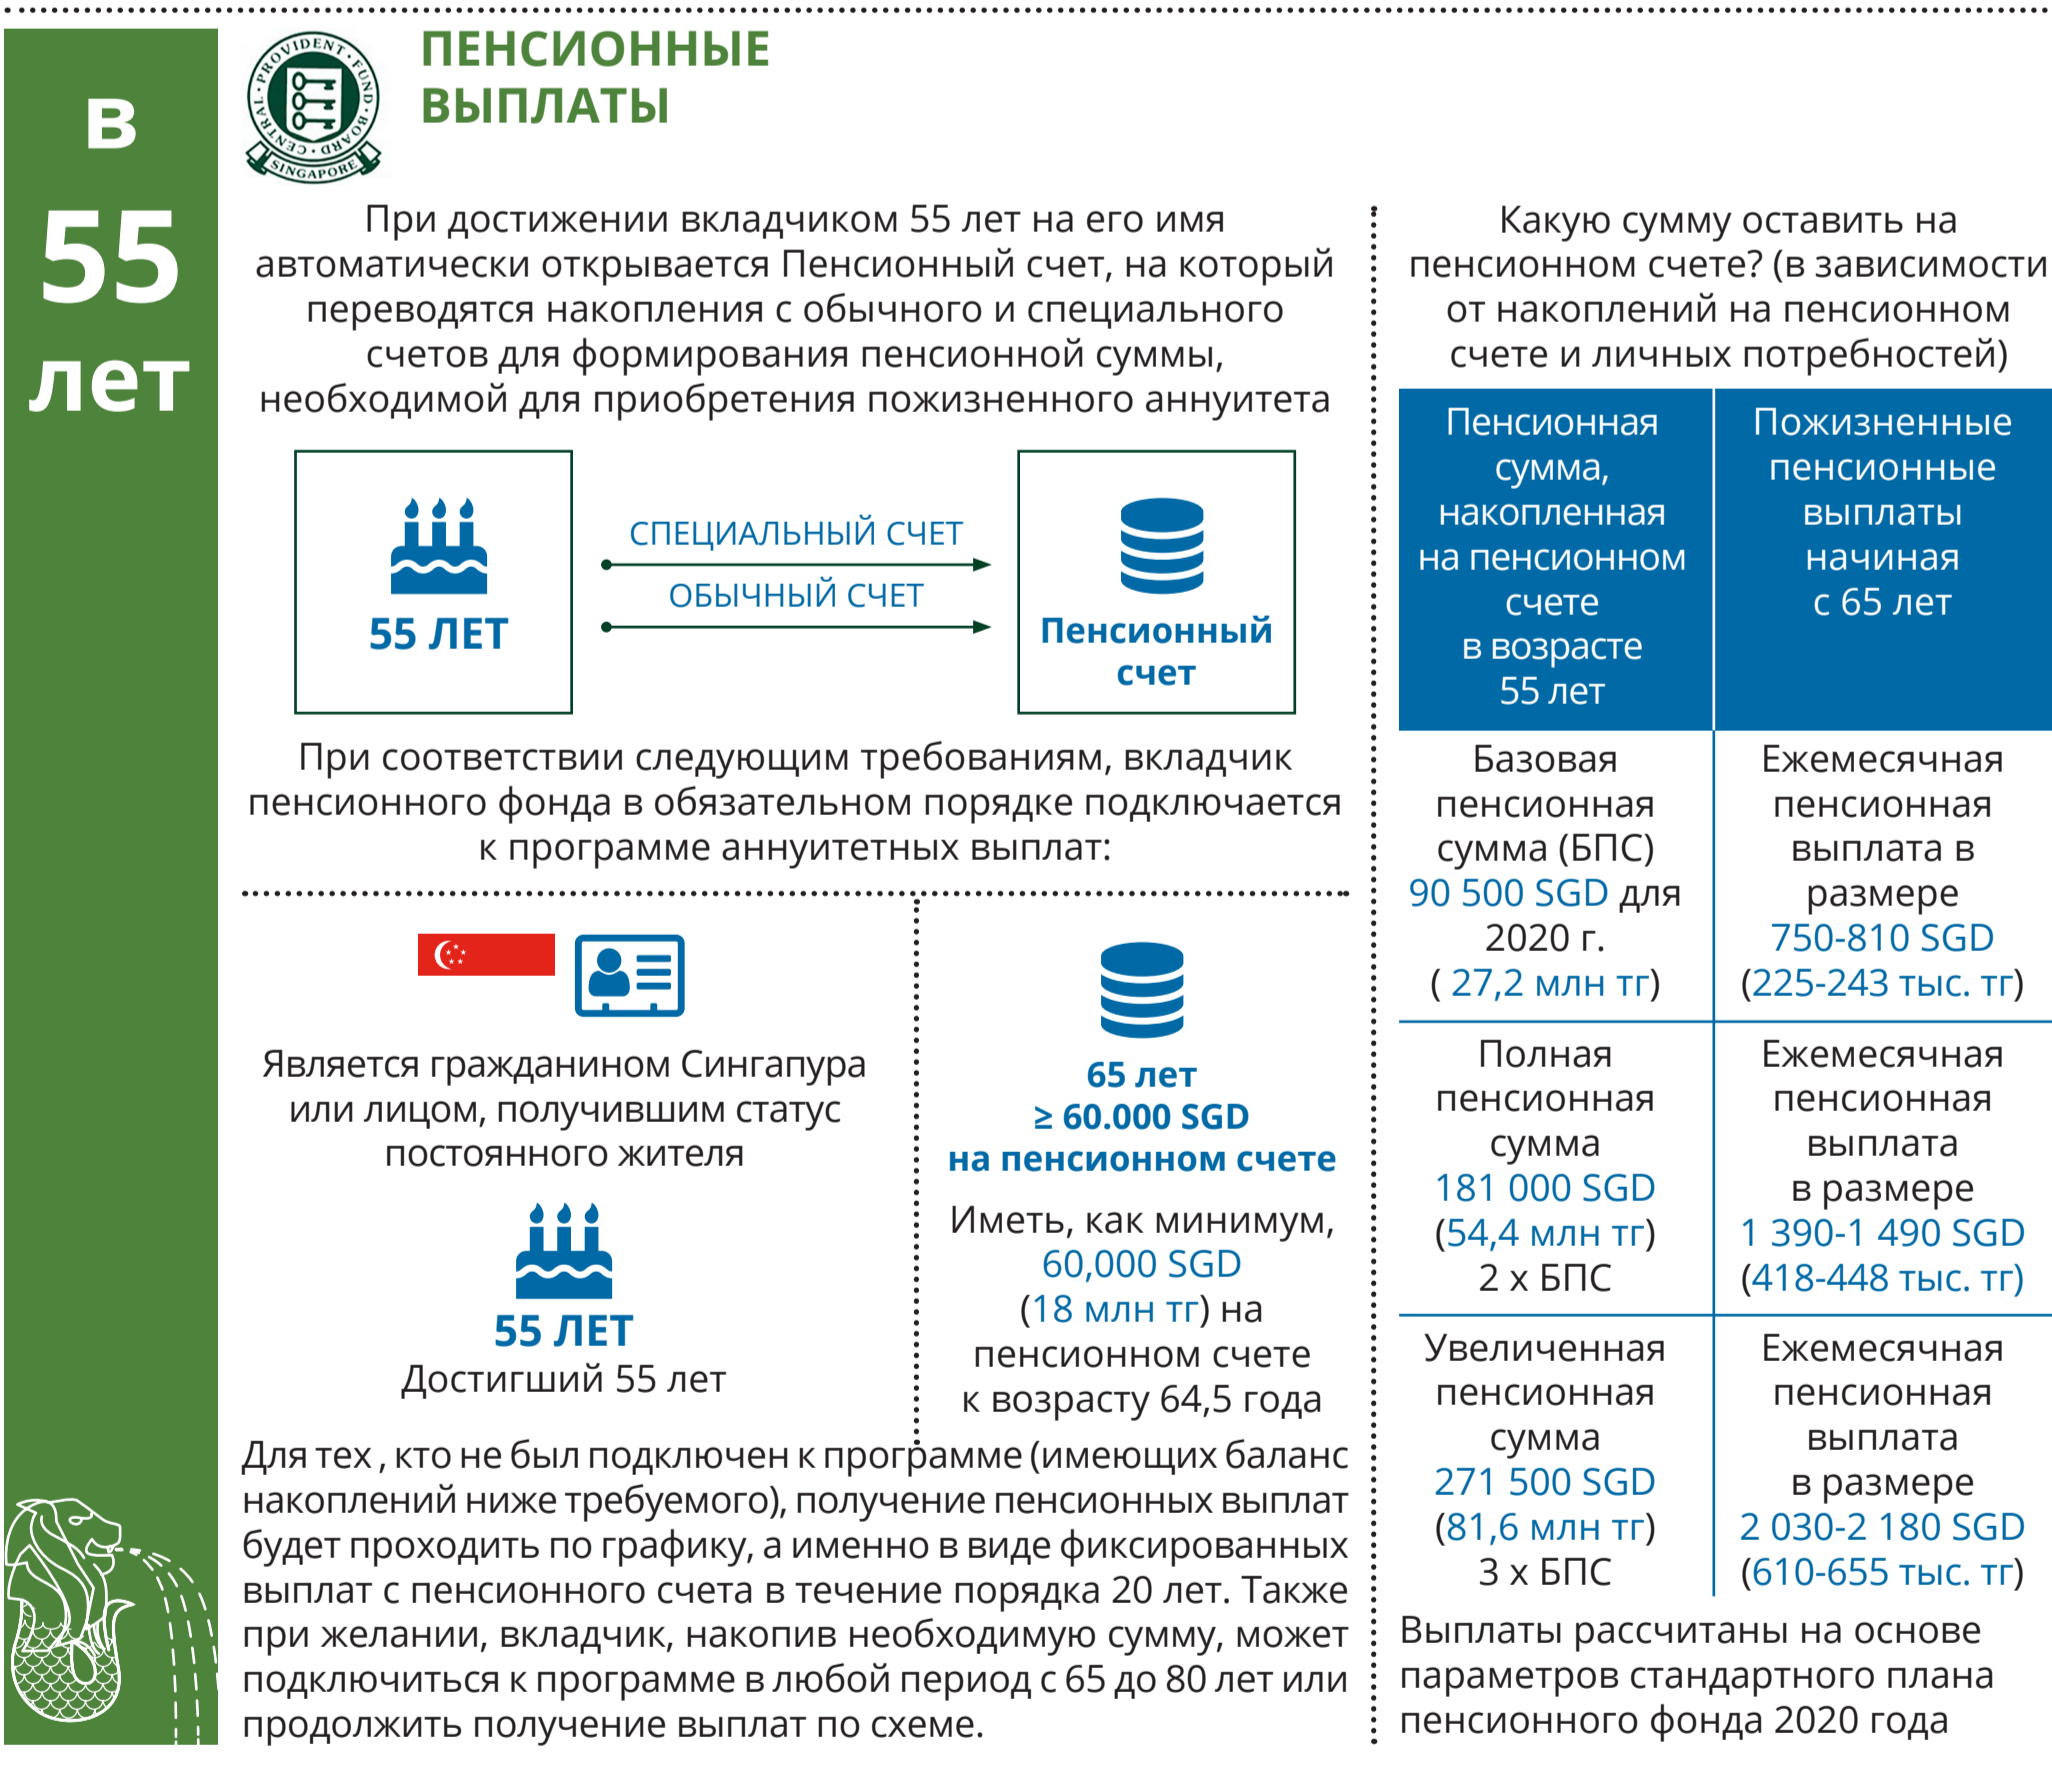 в
55
лет
CENTRAL · PROVIDENT · FUND · BOARD
SINGAPORE
ПЕНСИОННЫЕ
ВЫПЛАТЫ
При достижении вкладчиком 55 лет на его имя
автоматически открывается Пенсионный счет, на который
переводятся накопления с обычного и специального
счетов для формирования пенсионной суммы,
необходимой для приобретения пожизненного аннуитета
55 ЛЕТ
СПЕЦИАЛЬНЫЙ СЧЕТ
ОБЫЧНЫЙ СЧЕТ
Пенсионный
счет
При соответствии следующим требованиям, вкладчик
пенсионного фонда в обязательном порядке подключается
к программе аннуитетных выплат:
Является гражданином Сингапура
или лицом, получившим статус
постоянного жителя
55 ЛЕТ
Достигший 55 лет
65 лет
≥ 60.000 SGD
на пенсионном счете
Иметь, как минимум,
60,000 SGD
(18 млн тг) на
пенсионном счете
к возрасту 64,5 года
Для тех , кто не был подключен к программе (имеющих баланс
накоплений ниже требуемого), получение пенсионных выплат
будет проходить по графику, а именно в виде фиксированных
выплат с пенсионного счета в течение порядка 20 лет. Также
при желании, вкладчик, накопив необходимую сумму, может
подключиться к программе в любой период с 65 до 80 лет или
продолжить получение выплат по схеме.
Какую сумму оставить на
пенсионном счете? (в зависимости
от накоплений на пенсионном
счете и личных потребностей)
Пенсионная
сумма,
накопленная
на пенсионном
счете
в возрасте
55 лет
Пожизненные
пенсионные
выплаты
начиная
с 65 лет
Базовая
пенсионная
сумма (БПС)
90 500 SGD для
2020 г.
( 27,2 млн тг)
Ежемесячная
пенсионная
выплата в
размере
750-810 SGD
(225-243 тыс. тг)
Полная
пенсионная
сумма
181 000 SGD
(54,4 млн тг)
2 х БПС
Ежемесячная
пенсионная
выплата
в размере
1 390-1 490 SGD
(418-448 тыс. тг)
Увеличенная
пенсионная
сумма
271 500 SGD
(81,6 млн тг)
3 х БПС
Ежемесячная
пенсионная
выплата
в размере
2 030-2 180 SGD
(610-655 тыс. тг)
Выплаты рассчитаны на основе
параметров стандартного плана
пенсионного фонда 2020 года